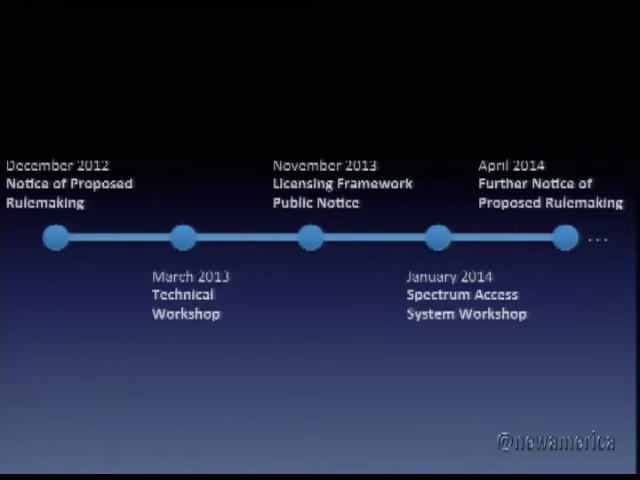 December 2012
Notice of Proposed
Rulemaking
November 2013
Licensing Framework
Public Notice
April 2014
Further Notice of
Proposed Rulemaking
...
March 2013
Technical
Workshop
January 2014
Spectrum Access
System Workshop
@newamerica